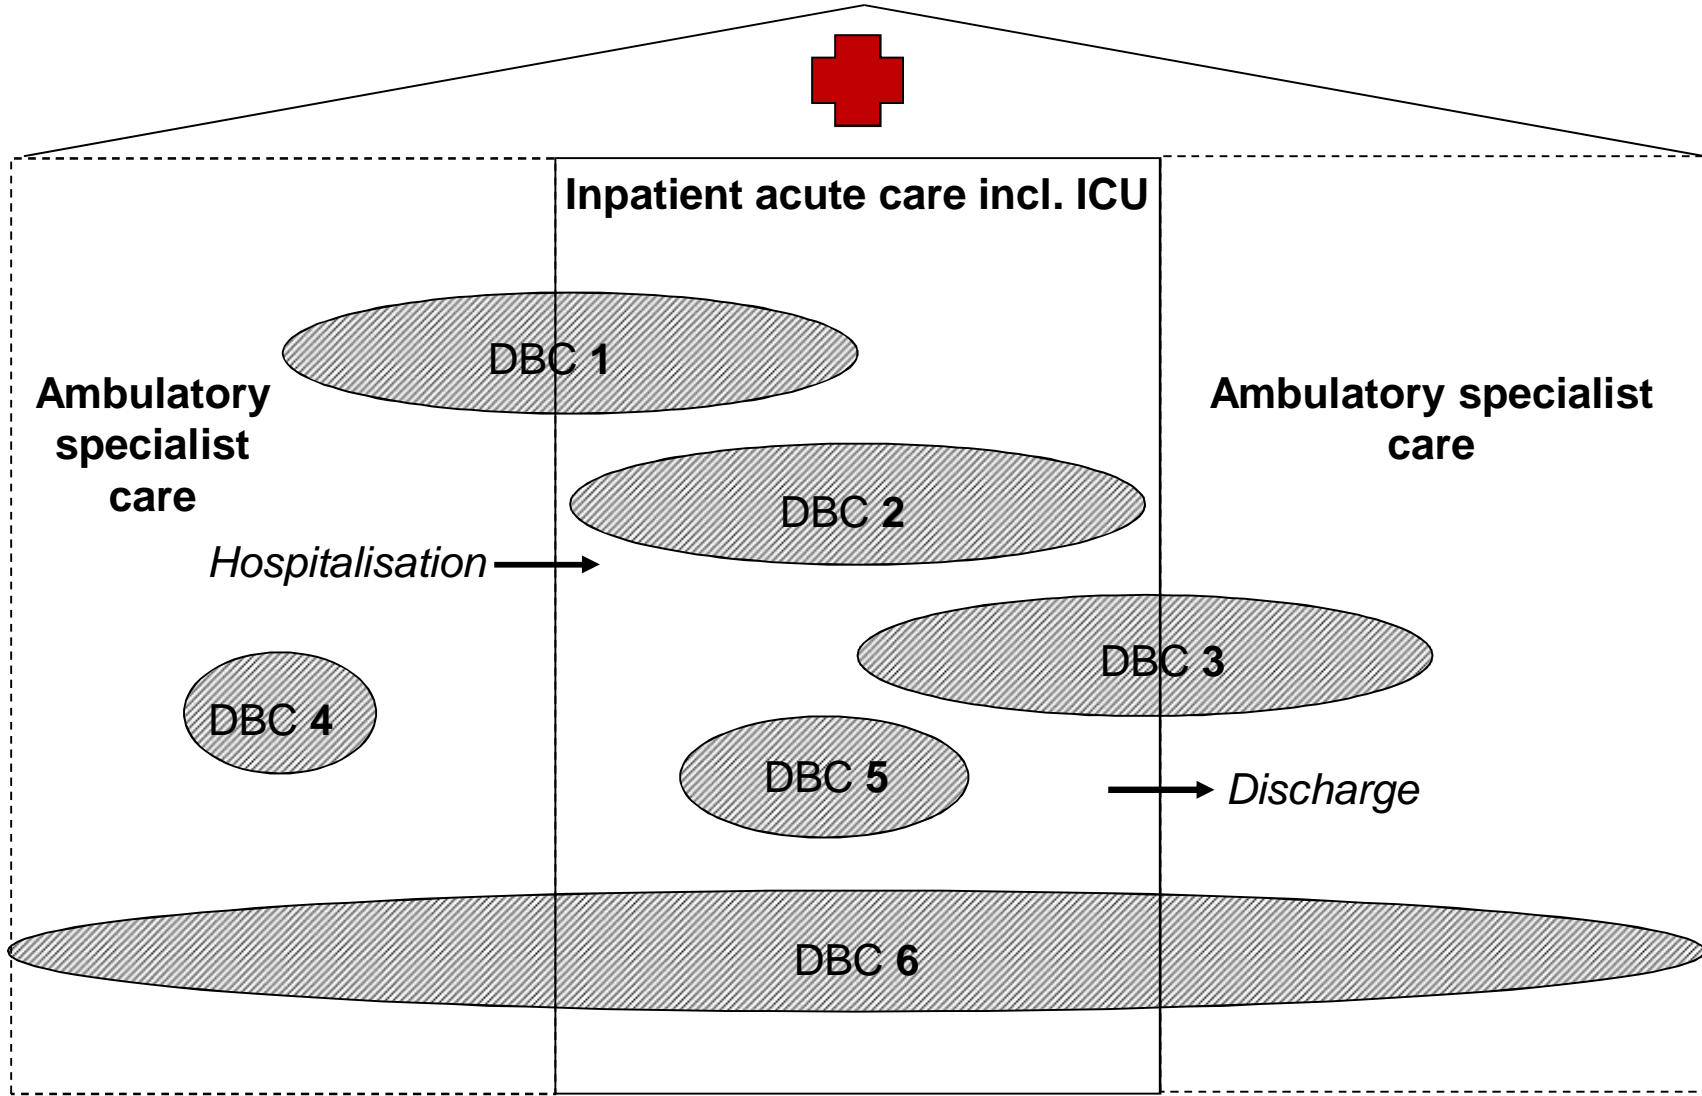 Inpatient acute care incl. ICU
DBC 1
Ambulatory
specialist
care
Ambulatory specialist
care
DBC 2
Hospitalisation
DBC 3
DBC 4
DBC 5
Discharge
DBC 6